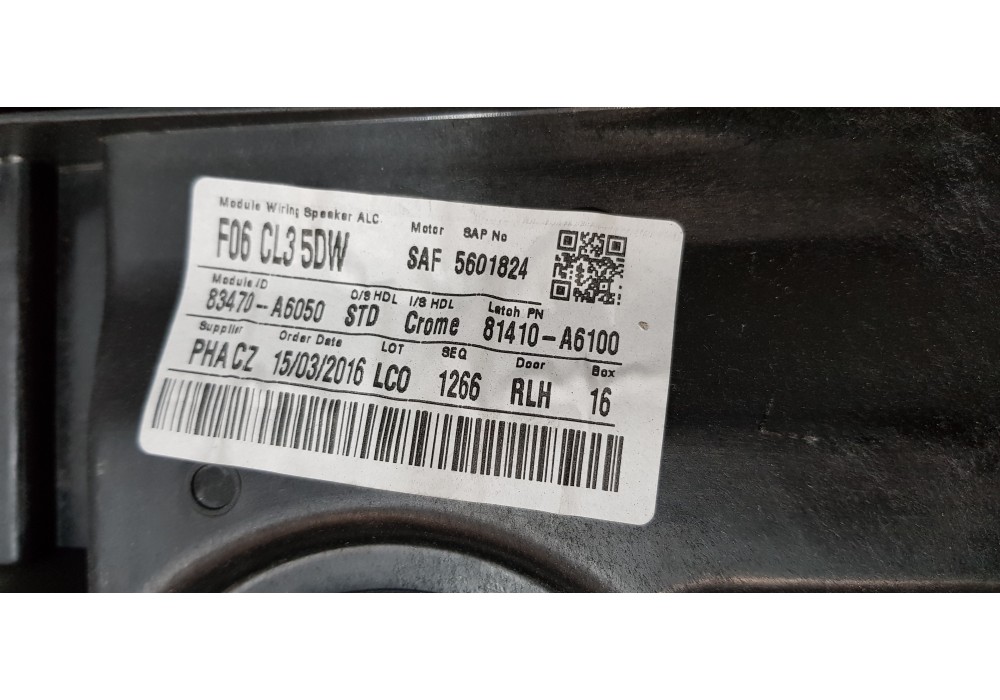 Module Wiring Speaker ALC. Motor SAP No
F06 CL3 5DW SAF 5601824
Module ID O/S HDL I/S HDL Latch PN
83470-A6050 STD Crome 81410-A6100
Supplier Order Date LOT SEQ Door Box
PHA CZ 15/03/2016 LC0 1266 RLH 16